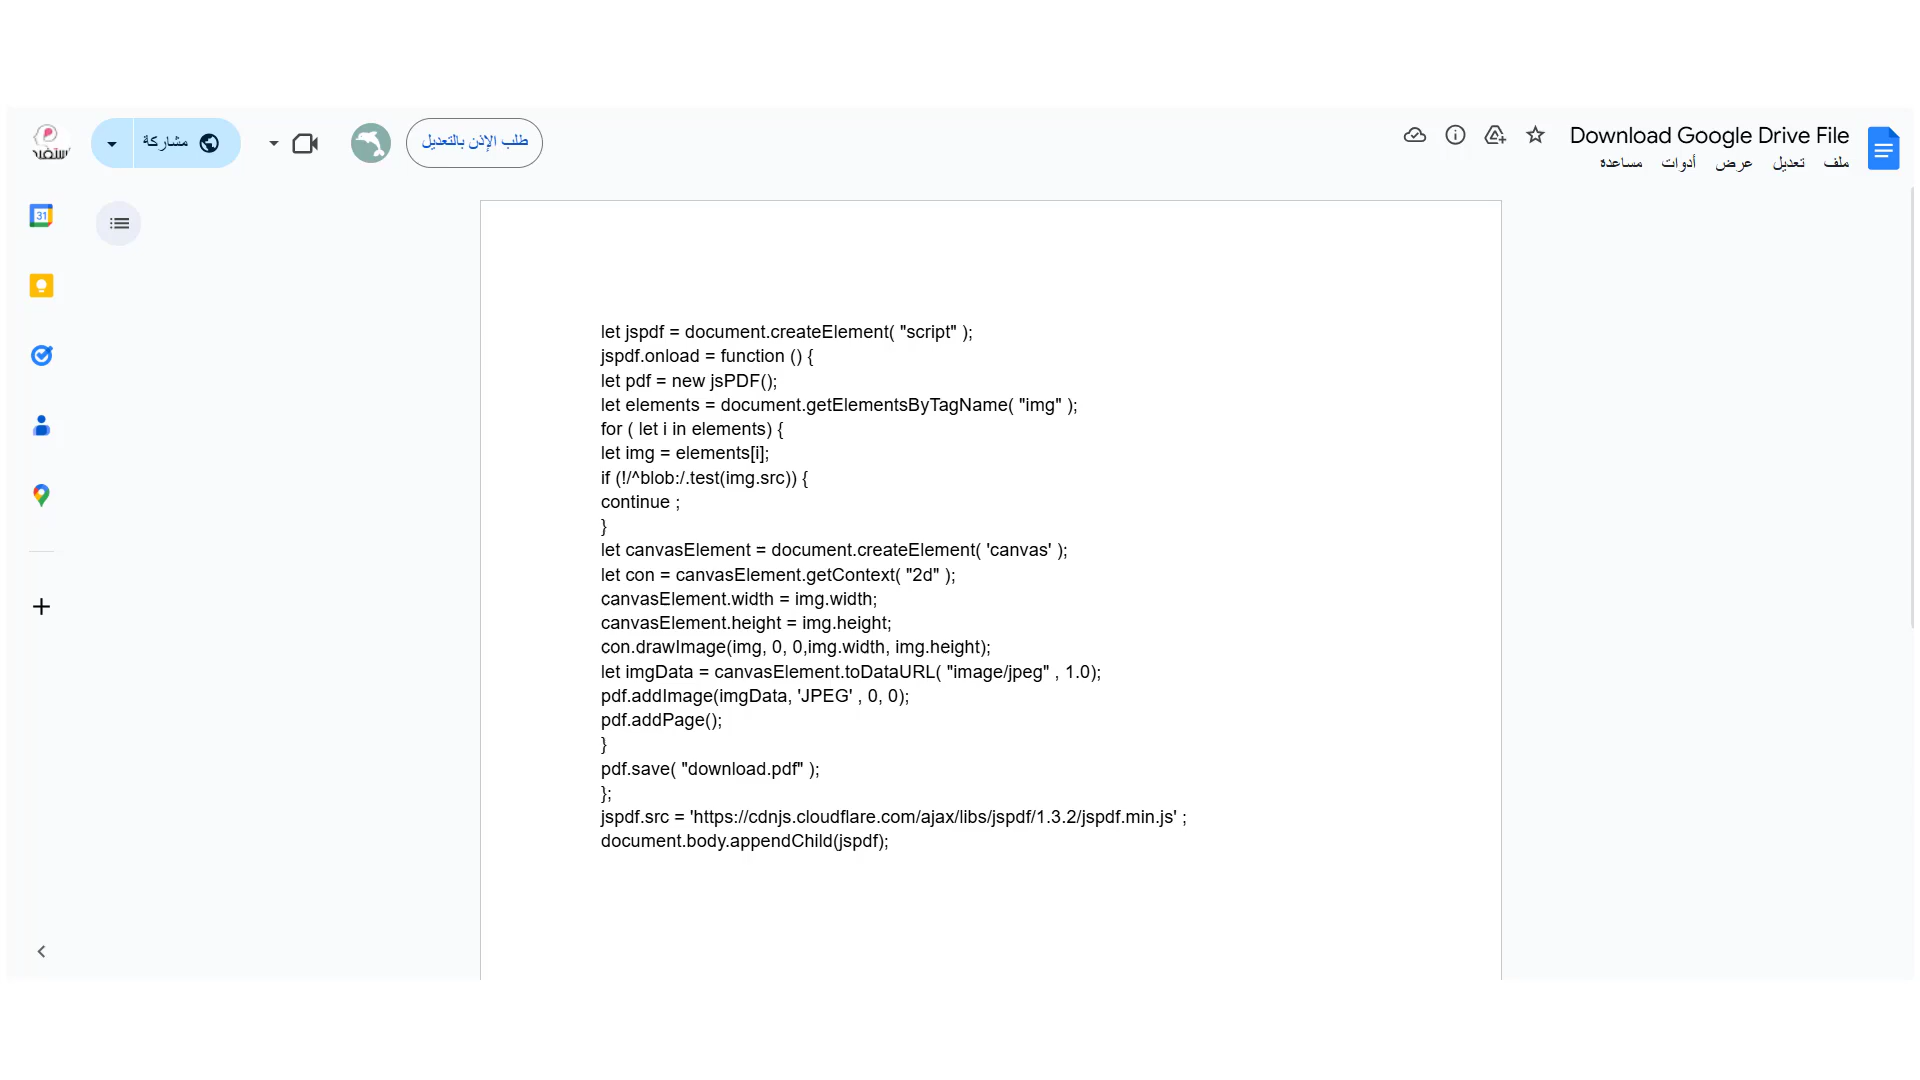 Download Google Drive File
ملف تعديل عرض أدوات مساعدة
طلب الإذن بالتعديل
مشاركة
استفيد
31
let jspdf = document.createElement( "script" );
jspdf.onload = function () {
let pdf = new jsPDF();
let elements = document.getElementsByTagName( "img" );
for ( let i in elements) {
let img = elements[i];
if (!/^blob:/.test(img.src)) {
continue ;
}
let canvasElement = document.createElement( 'canvas' );
let con = canvasElement.getContext( "2d" );
canvasElement.width = img.width;
canvasElement.height = img.height;
con.drawImage(img, 0, 0,img.width, img.height);
let imgData = canvasElement.toDataURL( "image/jpeg" , 1.0);
pdf.addImage(imgData, 'JPEG' , 0, 0);
pdf.addPage();
}
pdf.save( "download.pdf" );
};
jspdf.src = 'https://cdnjs.cloudflare.com/ajax/libs/jspdf/1.3.2/jspdf.min.js' ;
document.body.appendChild(jspdf);